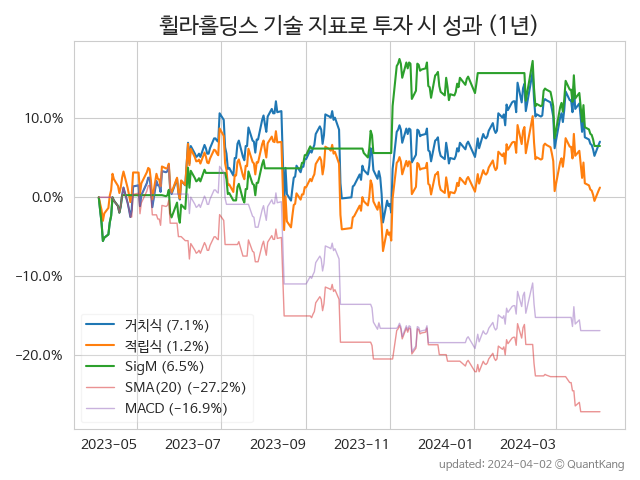 휠라홀딩스 기술 지표로 투자 시 성과 (1년)
10.0%
0.0%
−10.0%
−20.0%
거치식 (7.1%)
적립식 (1.2%)
SigM (6.5%)
SMA(20) (−27.2%)
MACD (−16.9%)
2023-05 2023-07 2023-09 2023-11 2024-01 2024-03
updated: 2024-04-02 © QuantKang